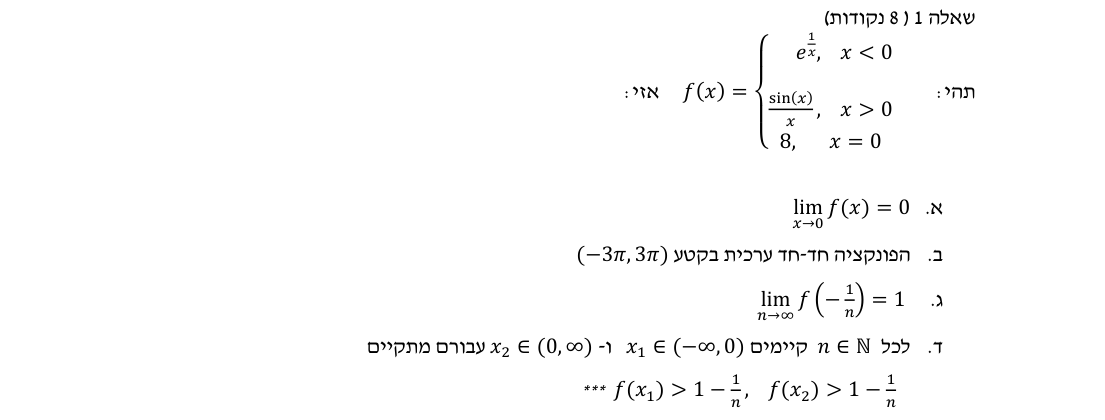 שאלה 1 ( 8 נקודות)
תהי: f(x) = { e^{1/x}, x < 0 ; sin(x)/x, x > 0 ; 8, x = 0 אזי:
א. lim_{x→0} f(x) = 0
ב. הפונקציה חד-חד ערכית בקטע (−3π, 3π)
ג. lim_{n→∞} f(−1/n) = 1
ד. לכל n ∈ ℕ קיימים x₁ ∈ (−∞, 0) ו- x₂ ∈ (0, ∞) עבורם מתקיים
*** f(x₁) > 1 − 1/n, f(x₂) > 1 − 1/n